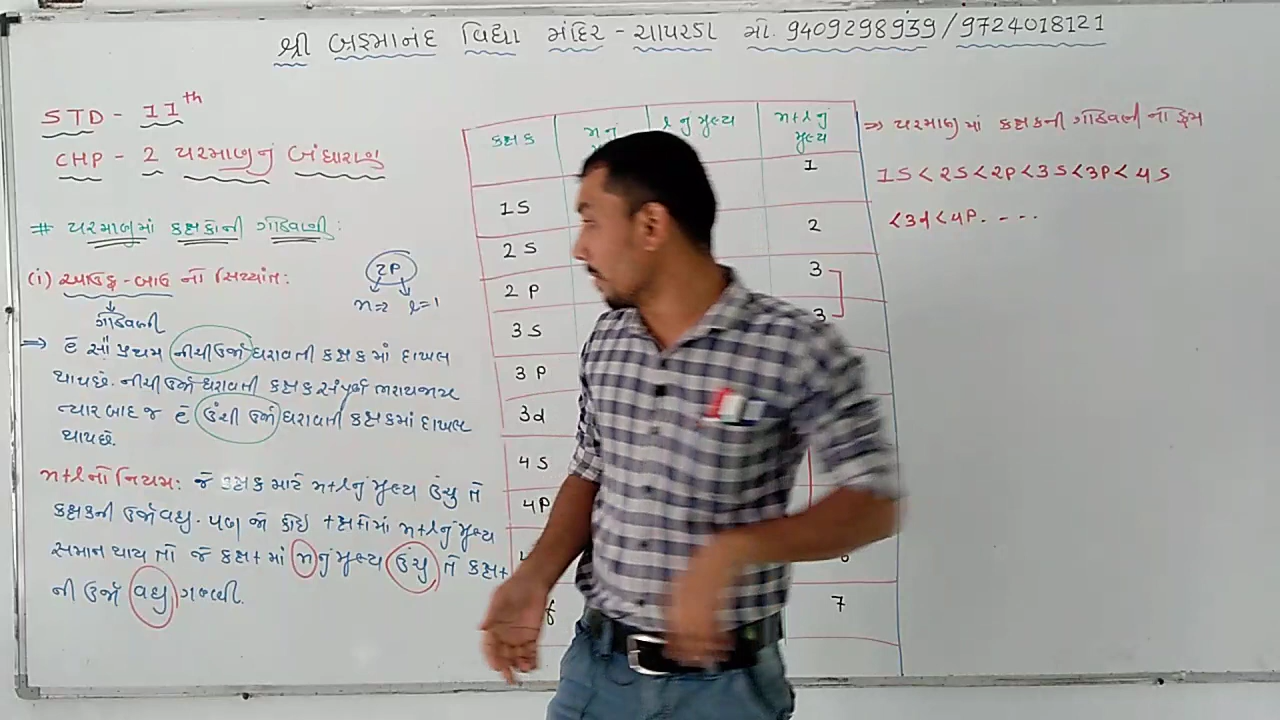 શ્રી બ્રહ્માનંદ વિદ્યા મંદિર - ચાપરડા મો. 9409298939 / 9724018121
STD - 11th
CHP - 2 પરમાણુનું બંધારણ
# પરમાણુમાં કક્ષકોની ગોઠવણી :
(i) આઉફ-બાઉ નો સિધ્ધાંત :
2P
n=2 l=1
ગોઠવણી
⇒ ē સૌ પ્રથમ નીચી ઉર્જા ધરાવતી કક્ષકમાં દાખલ
થાય છે. નીચી ઉર્જા ધરાવતી કક્ષક સંપૂર્ણ ભરાય જાય
ત્યાર બાદ જ ē ઉંચી ઉર્જા ધરાવતી કક્ષકમાં દાખલ
થાય છે.
n+l નો નિયમ : જે કક્ષક માટે n+l નું મૂલ્ય ઉંચુ તે
કક્ષકની ઉર્જા વધુ. પણ જો કોઈ કક્ષકમાં n+l નું મૂલ્ય
સમાન થાય તો જે કક્ષકમાં n નું મૂલ્ય ઉંચુ તે કક્ષક
ની ઉર્જા વધુ ગણવી.
કક્ષક n નું l નું મૂલ્ય n+l નું મૂલ્ય
1S 1
2S 2
2P 3
3S 3
3P
3d
4S
4P
6
f 7
⇒ પરમાણુમાં કક્ષકની ગોઠવણી નો ક્રમ
1S < 2S < 2P < 3S < 3P < 4S
< 3d < 4P. - - -